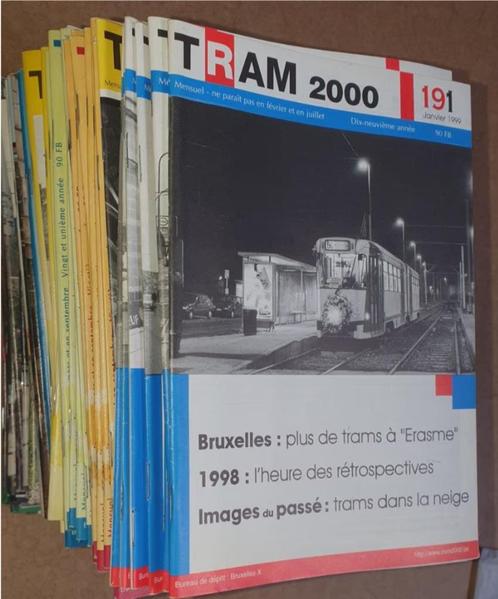 TRAM 2000
191
Janvier 1999
Mensuel - ne paraît pas en février et en juillet
Dix-neuvième année
90 FB
Bruxelles : plus de trams à "Erasme"
1998 : l'heure des rétrospectives
Images du passé : trams dans la neige
Bureau de dépôt : Bruxelles X
Vingt et unième année 90 FB